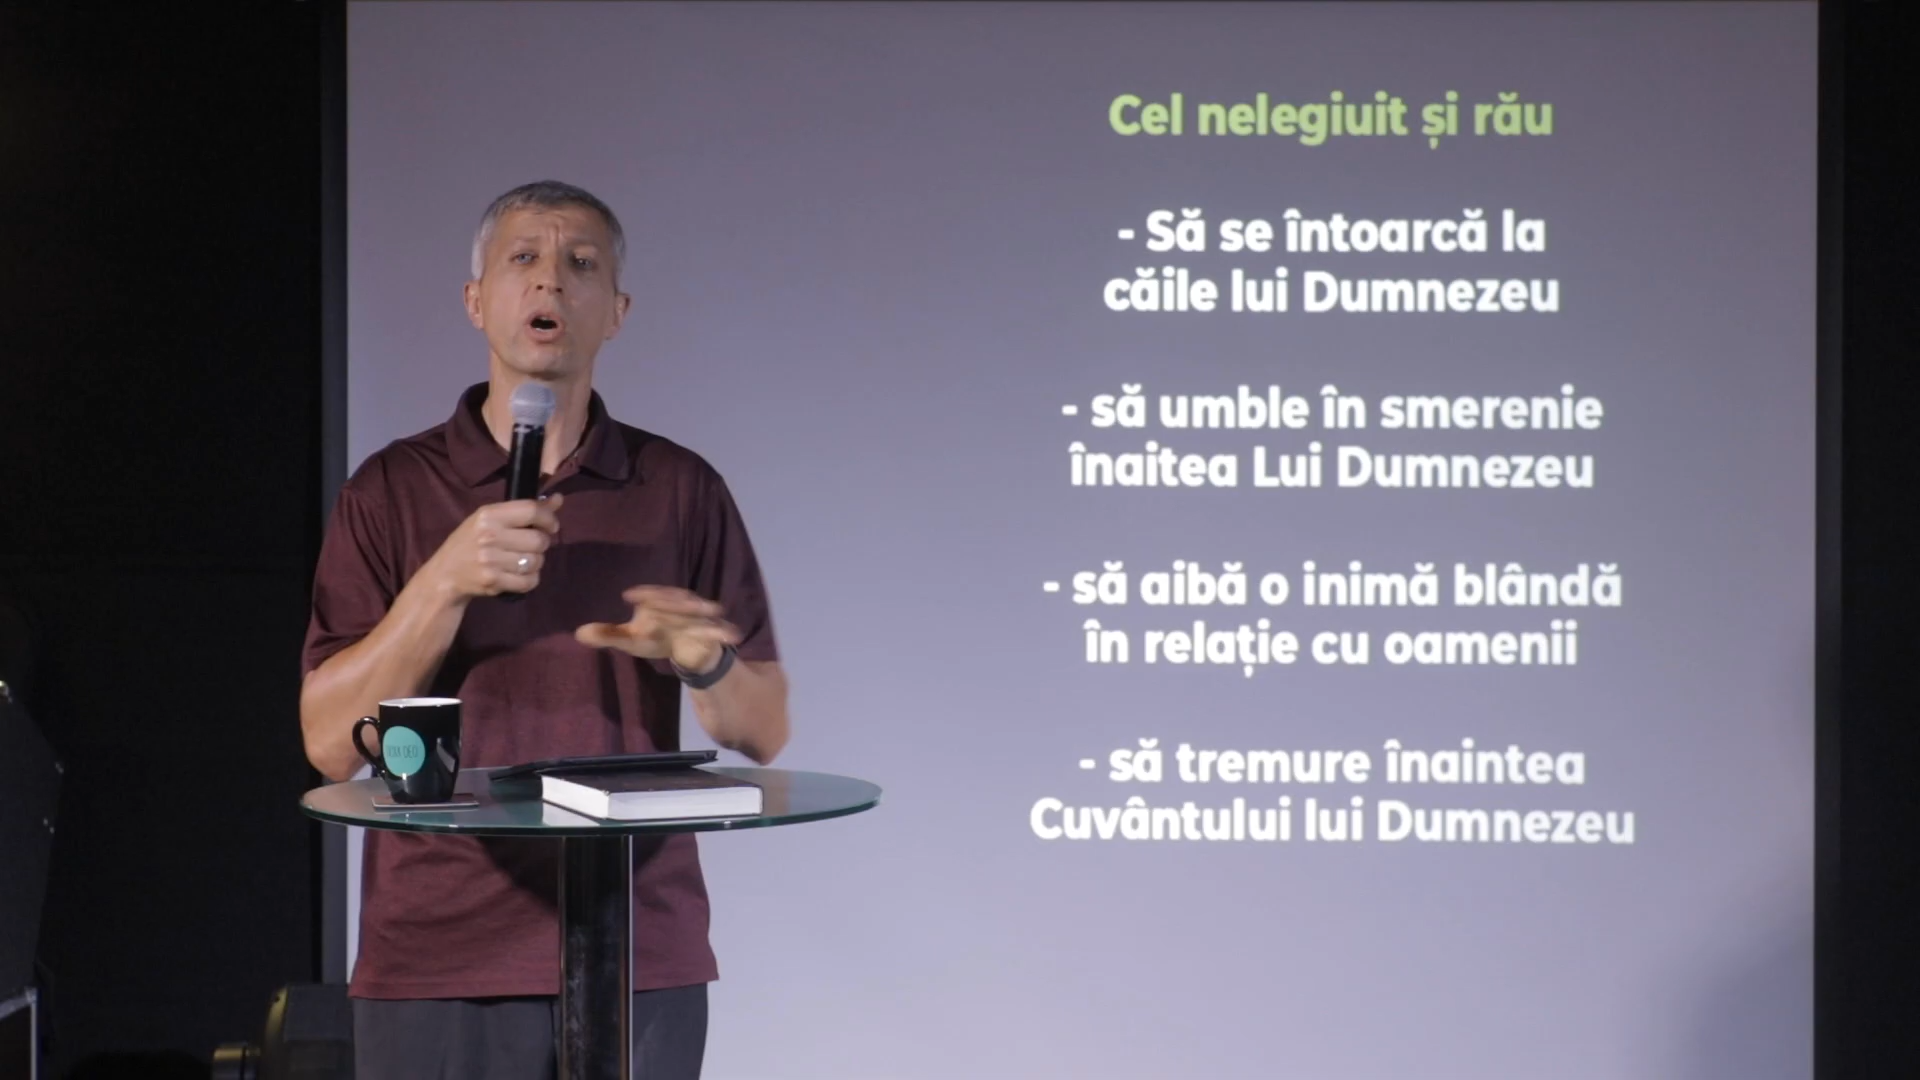 Cel nelegiuit și rău
- Să se întoarcă la
căile lui Dumnezeu
- să umble în smerenie
înaitea Lui Dumnezeu
- să aibă o inimă blândă
în relație cu oamenii
- să tremure înaintea
Cuvântului lui Dumnezeu